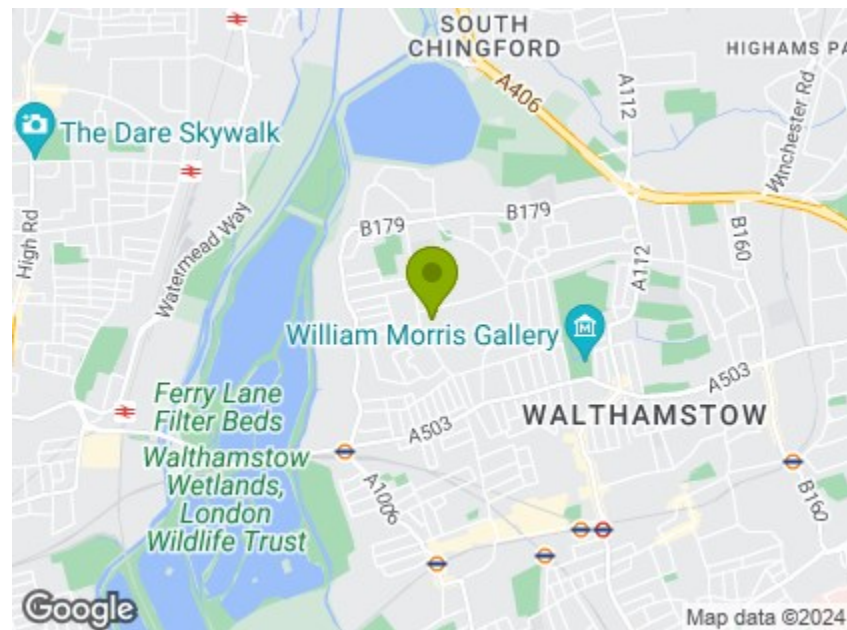 SOUTH
CHINGFORD
HIGHAMS PA
A406
A112
Winchester Rd
The Dare Skywalk
High Rd
Watermead Way
B179
B179
B160
A112
William Morris Gallery
M
A503
Ferry Lane
Filter Beds
A503
WALTHAMSTOW
Walthamstow
Wetlands,
London
Wildlife Trust
A1006
B160
Google
Map data ©2024